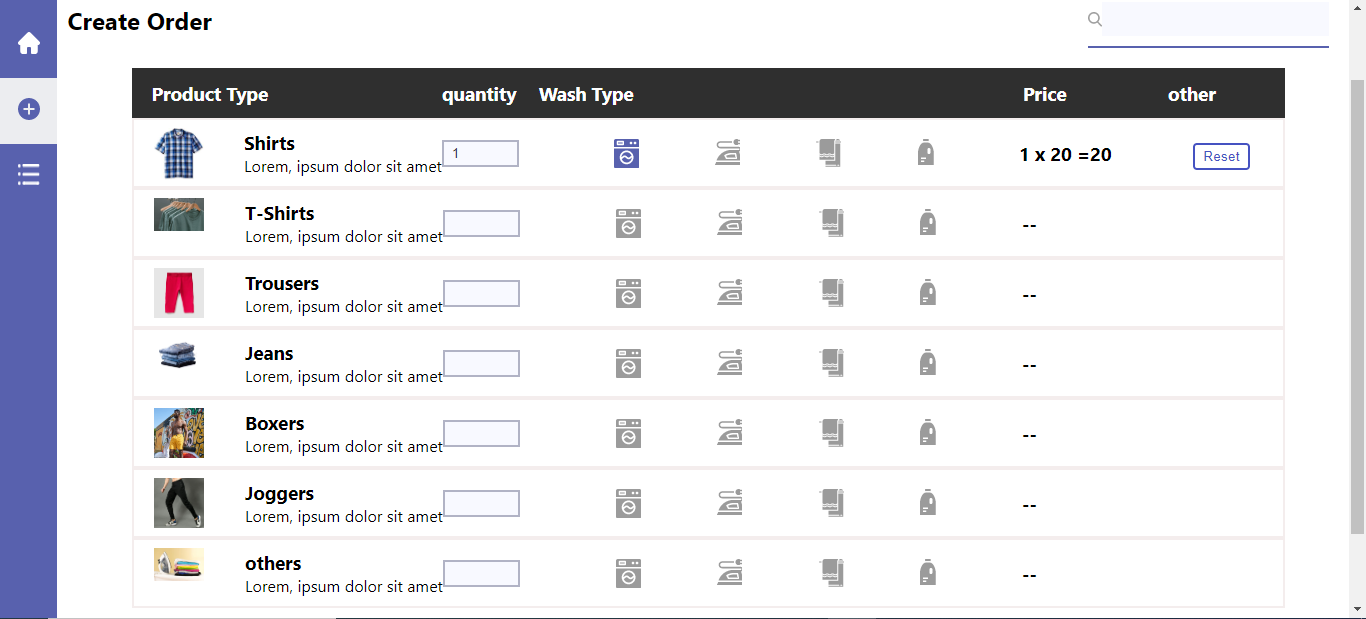 Create Order
Product Type quantity Wash Type Price other
Shirts
Lorem, ipsum dolor sit amet 1 1 x 20 =20 Reset
T-Shirts
Lorem, ipsum dolor sit amet --
Trousers
Lorem, ipsum dolor sit amet --
Jeans
Lorem, ipsum dolor sit amet --
Boxers
Lorem, ipsum dolor sit amet --
Joggers
Lorem, ipsum dolor sit amet --
others
Lorem, ipsum dolor sit amet --